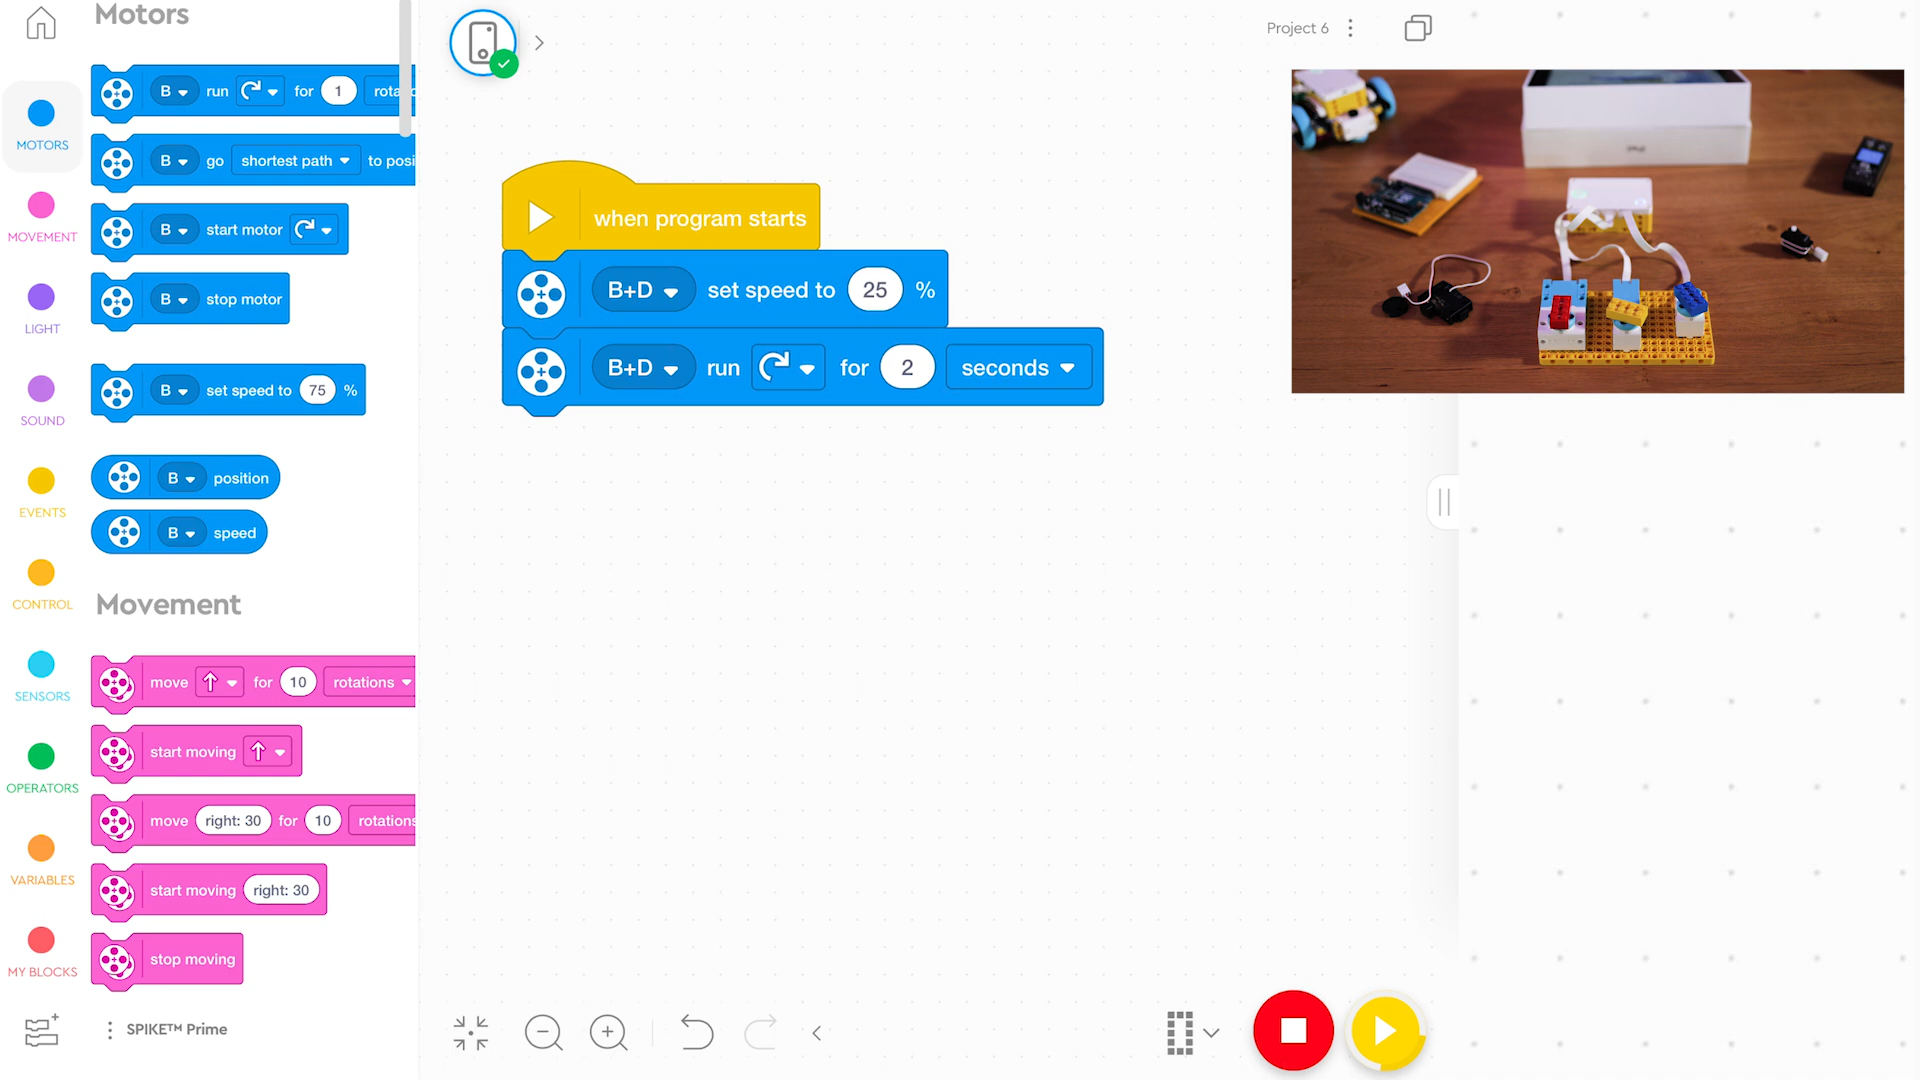 Motors
B run for 1
B go shortest path to posi
B start motor
B stop motor
B set speed to 75 %
B position
B speed
Movement
move for 10 rotations
start moving
move right: 30 for 10 rotations
start moving right: 30
stop moving
MOTORS
MOVEMENT
LIGHT
SOUND
EVENTS
CONTROL
SENSORS
OPERATORS
VARIABLES
MY BLOCKS
SPIKE™ Prime
Project 6
when program starts
B+D set speed to 25 %
B+D run for 2 seconds